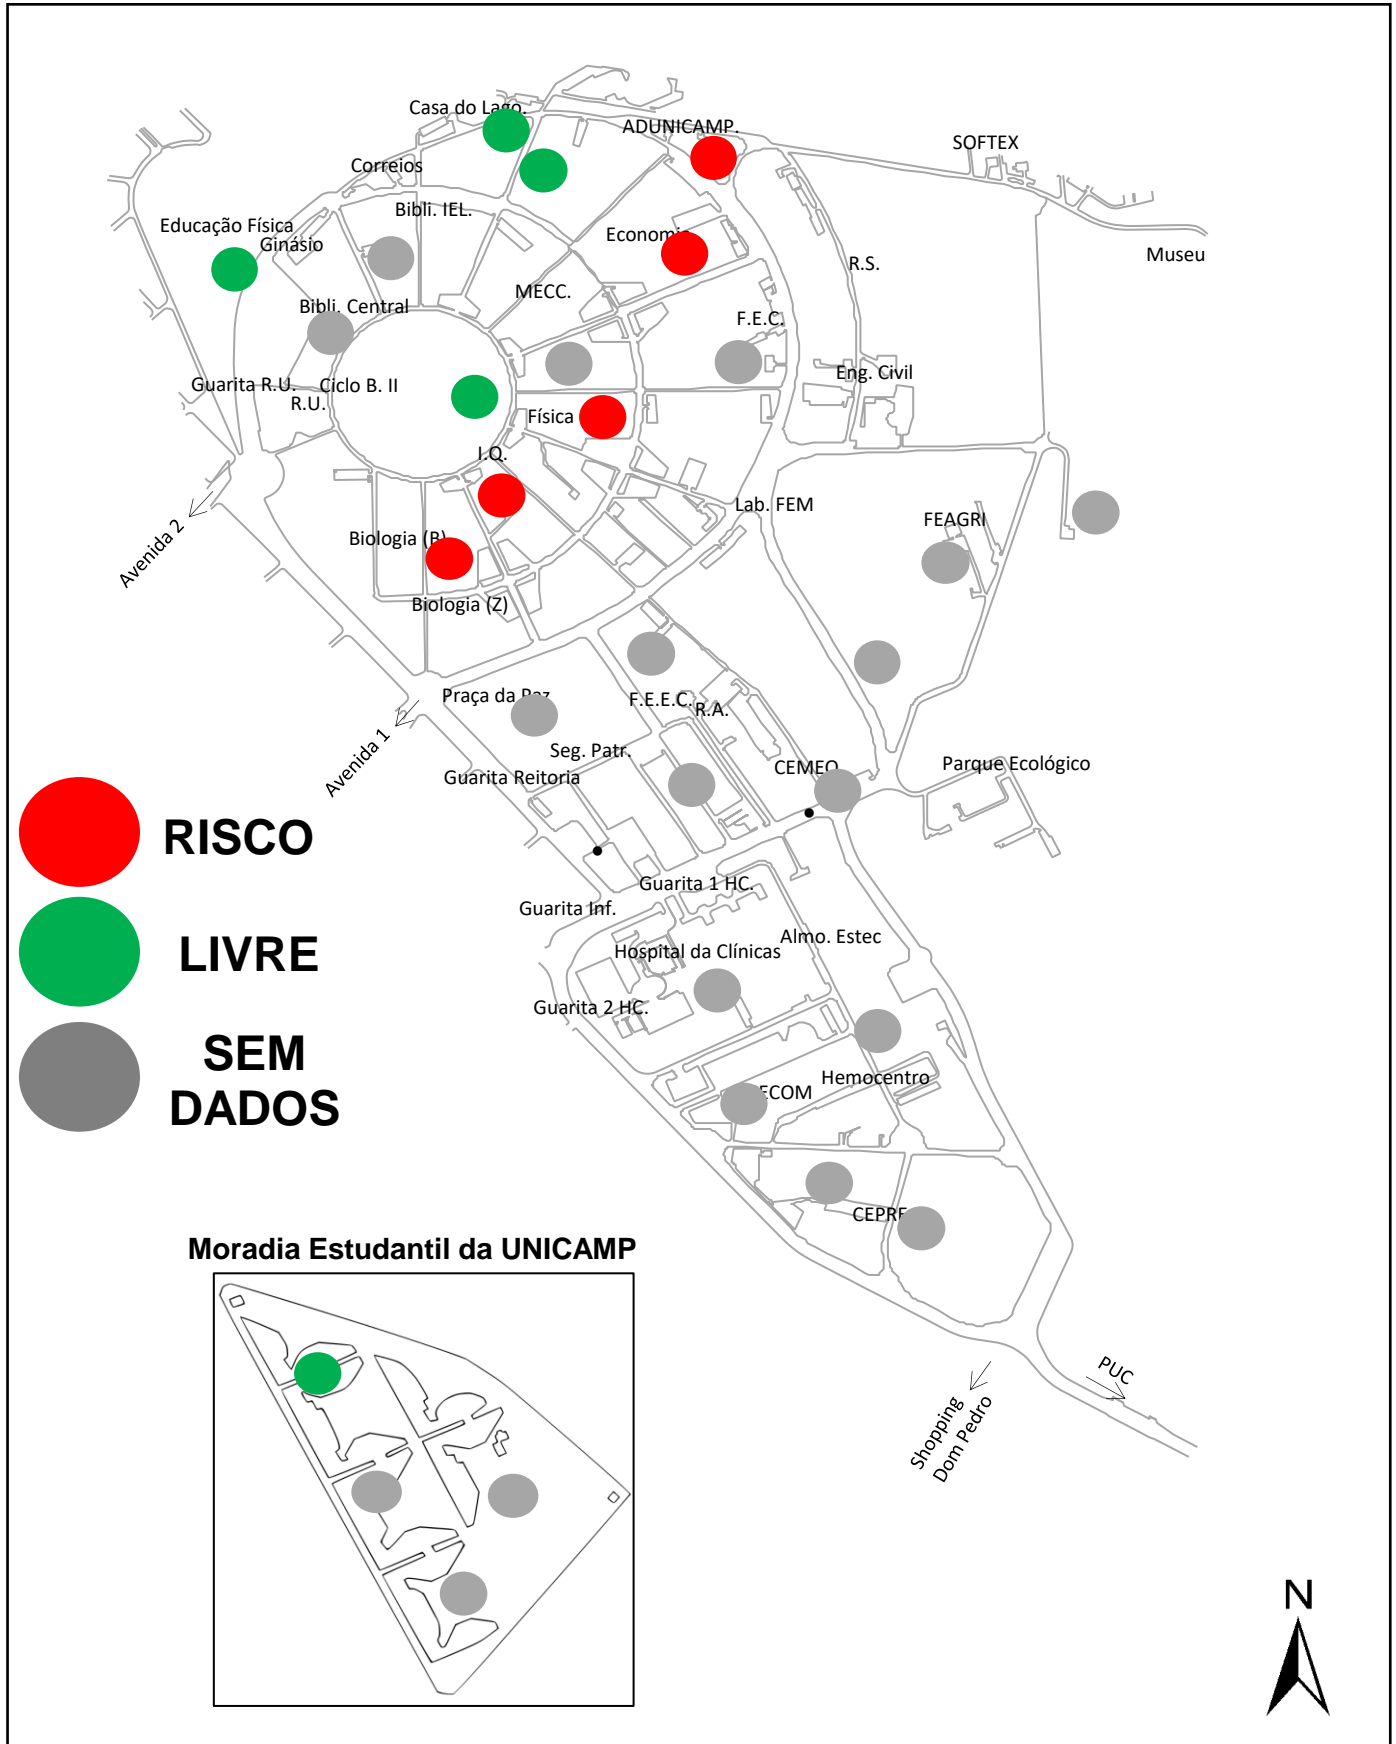 Casa do Lago.
ADUNICAMP.
SOFTEX
Correios
Bibli. IEL.
Educação Física
Ginásio
Economia
Museu
R.S.
MECC.
Bibli. Central
F.E.C.
Eng. Civil
Guarita R.U.
Ciclo B. II
R.U.
Física
I.Q.
Lab. FEM
FEAGRI
Avenida 2
Biologia (B)
Biologia (Z)
Praça da Paz
F.E.E.C.
R.A.
Avenida 1
Seg. Patr.
Guarita Reitoria
CEMEQ
Parque Ecológico
RISCO
Guarita 1 HC.
Guarita Inf.
LIVRE
Almo. Estec
Hospital da Clínicas
Guarita 2 HC.
SEM
DADOS
Hemocentro
ECOM
CEPRE
Moradia Estudantil da UNICAMP
PUC
Shopping
Dom Pedro
N